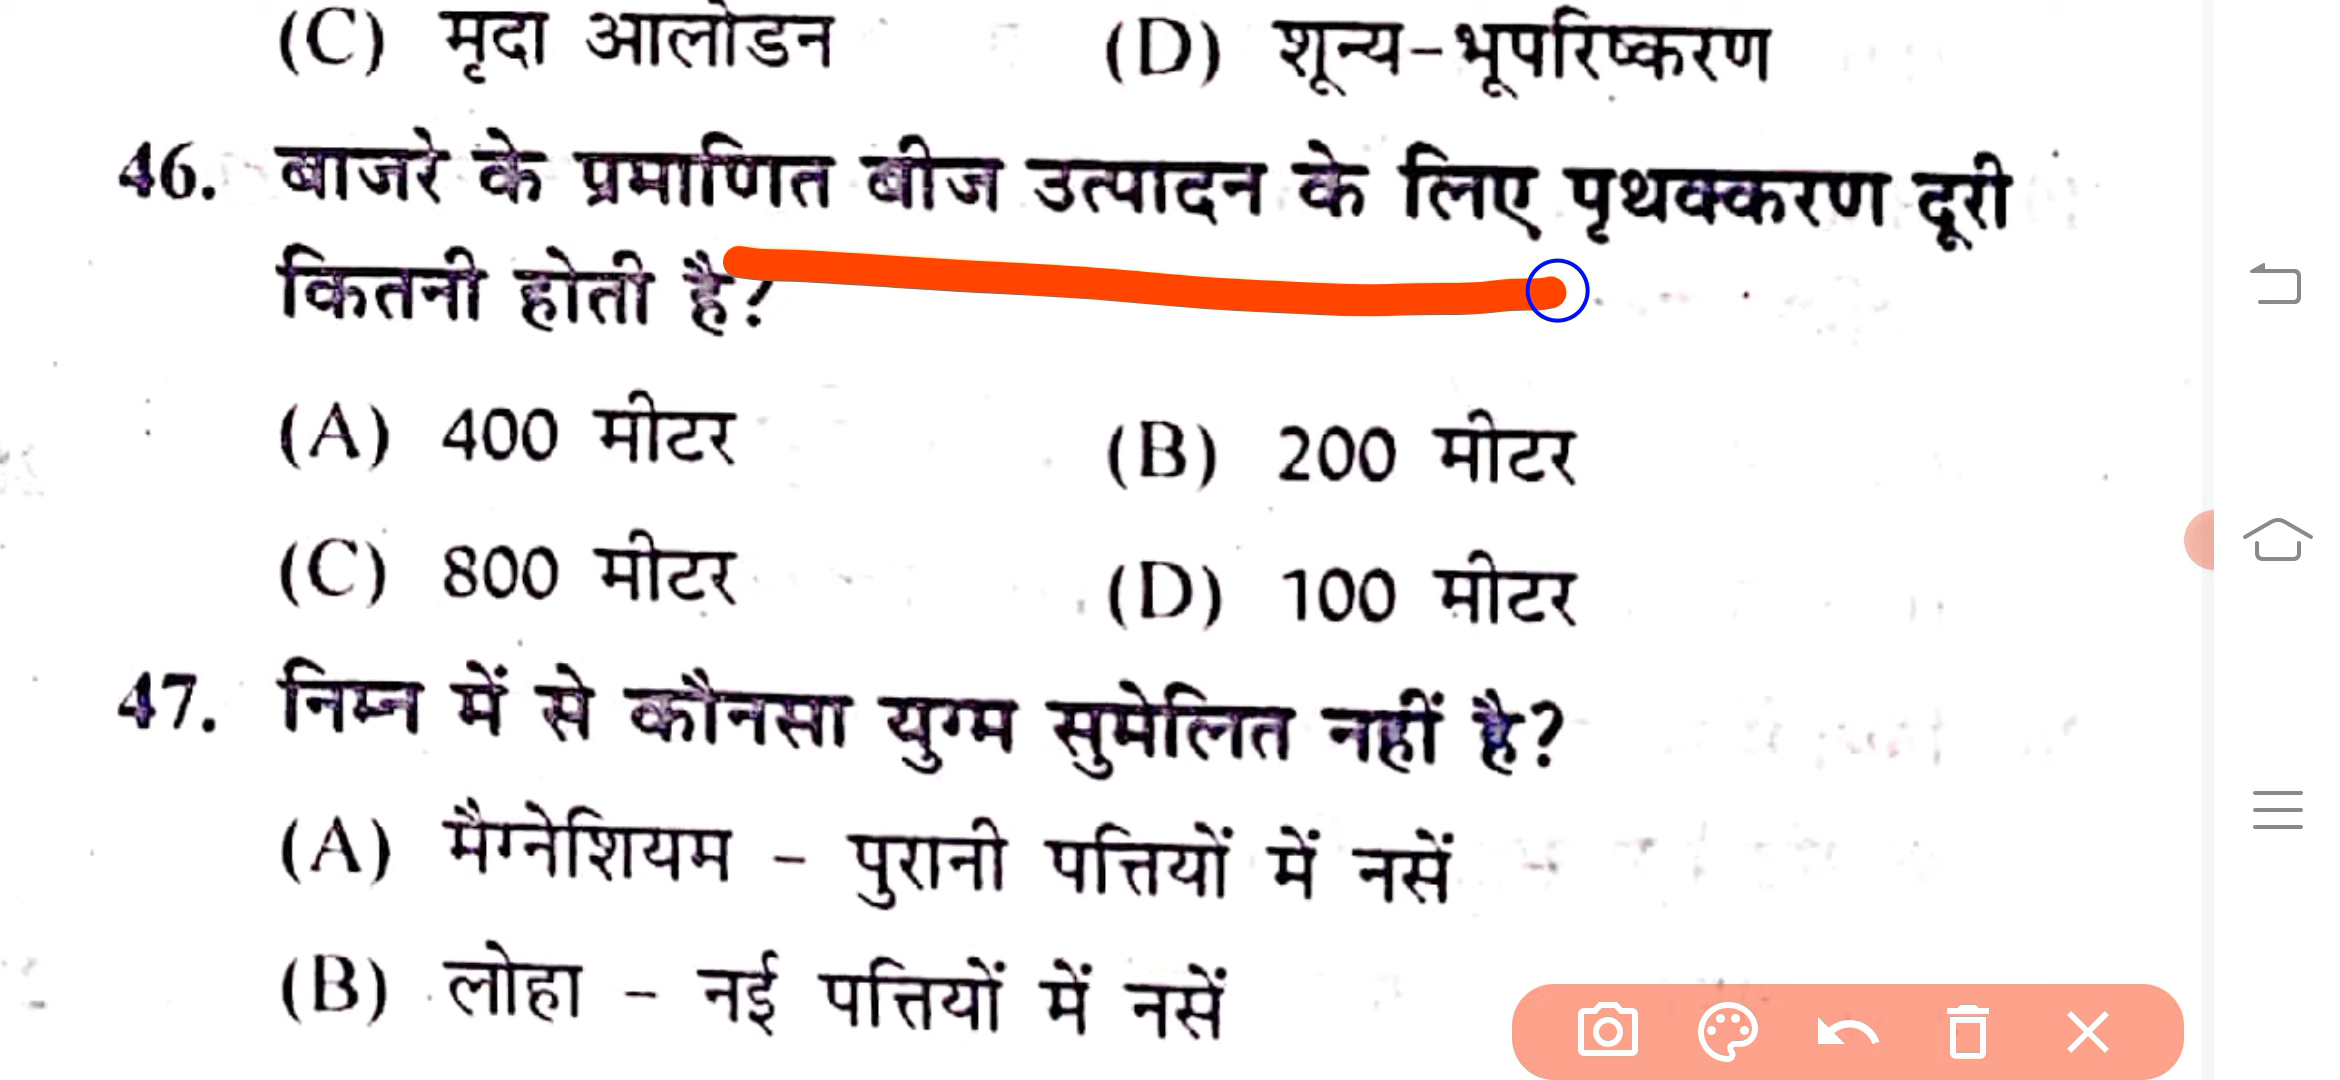 (C) मृदा आलोडन (D) शून्य-भूपरिष्करण
46. बाजरे के प्रमाणित बीज उत्पादन के लिए पृथक्करण दूरी
कितनी होती है?
(A) 400 मीटर (B) 200 मीटर
(C) 800 मीटर (D) 100 मीटर
47. निम्न में से कौनसा युग्म सुमेलित नहीं है?
(A) मैग्नेशियम - पुरानी पत्तियों में नसें
(B) लोहा - नई पत्तियों में नसें